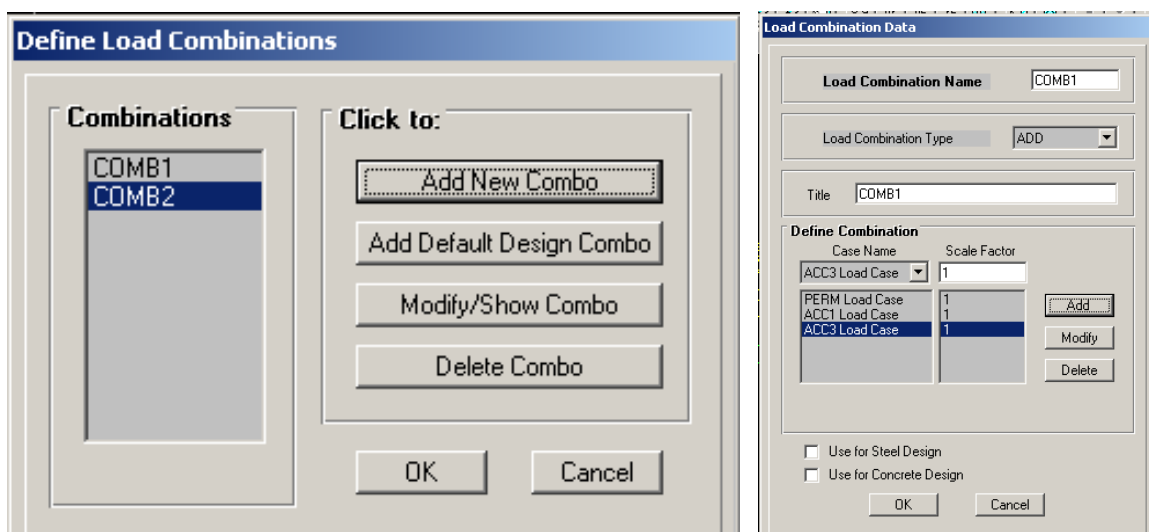 Define Load Combinations
Combinations
COMB1
COMB2
Click to:
Add New Combo
Add Default Design Combo
Modify/Show Combo
Delete Combo
OK Cancel
Load Combination Data
Load Combination Name COMB1
Load Combination Type ADD
Title COMB1
Define Combination
Case Name Scale Factor
ACC3 Load Case 1
PERM Load Case 1
ACC1 Load Case 1
ACC3 Load Case 1
Add
Modify
Delete
Use for Steel Design
Use for Concrete Design
OK Cancel